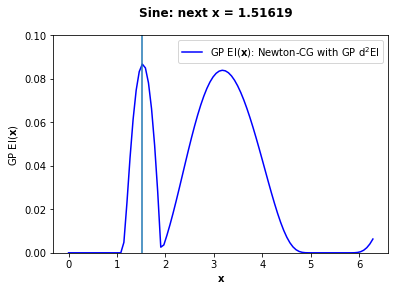 Sine: next x = 1.51619
GP EI(x): Newton-CG with GP d²EI
GP EI(x)
0.10
0.08
0.06
0.04
0.02
0.00
0 1 2 3 4 5 6
x